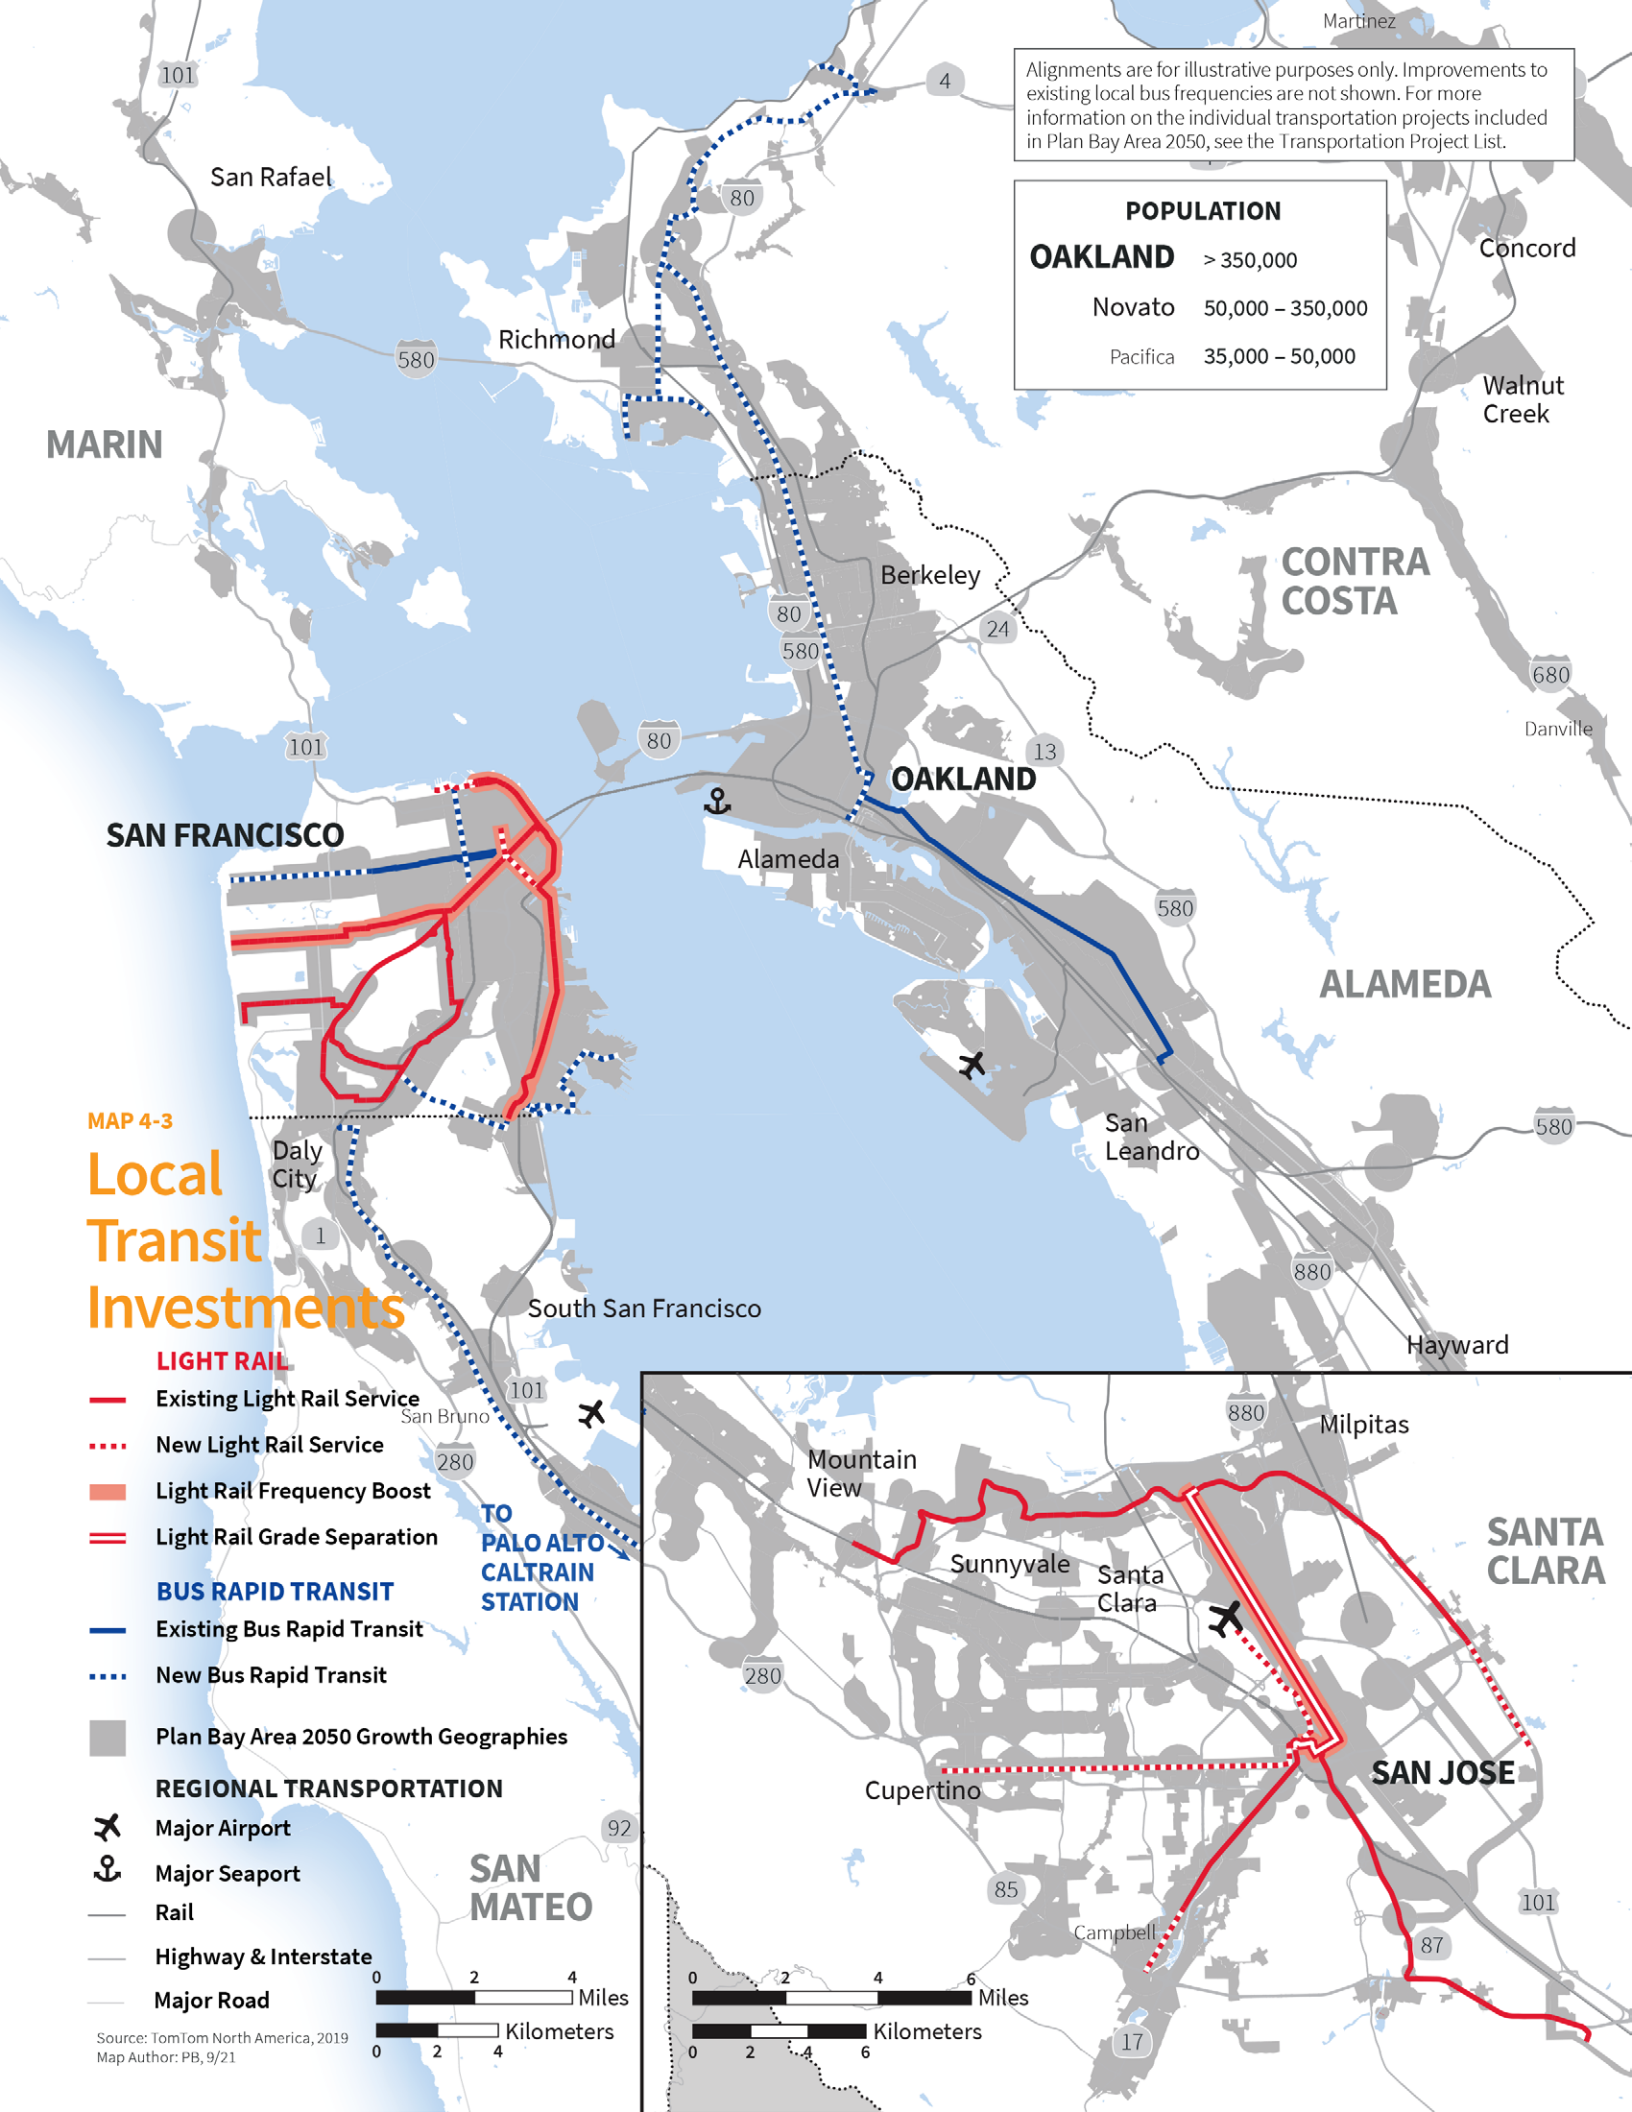 Martinez
101
4
Alignments are for illustrative purposes only. Improvements to
existing local bus frequencies are not shown. For more
information on the individual transportation projects included
in Plan Bay Area 2050, see the Transportation Project List.
San Rafael
80
POPULATION
OAKLAND > 350,000
Novato 50,000 – 350,000
Pacifica 35,000 – 50,000
Concord
Richmond
580
Walnut
Creek
MARIN
CONTRA
COSTA
Berkeley
80
24
580
680
Danville
101
80
13
OAKLAND
SAN FRANCISCO
Alameda
580
ALAMEDA
MAP 4-3
Local
Transit
Investments
Daly
City
San
Leandro
580
1
880
South San Francisco
Hayward
LIGHT RAIL
Existing Light Rail Service
New Light Rail Service
Light Rail Frequency Boost
Light Rail Grade Separation
BUS RAPID TRANSIT
Existing Bus Rapid Transit
New Bus Rapid Transit
Plan Bay Area 2050 Growth Geographies
REGIONAL TRANSPORTATION
Major Airport
Major Seaport
Rail
Highway & Interstate
Major Road
Source: TomTom North America, 2019
Map Author: PB, 9/21
101
San Bruno
280
TO
PALO ALTO
CALTRAIN
STATION
92
SAN
MATEO
0 2 4
Miles
Kilometers
0 2 4
880
Milpitas
Mountain
View
SANTA
CLARA
Sunnyvale
Santa
Clara
280
SAN JOSE
Cupertino
85
101
Campbell
87
0 2 4 6
Miles
Kilometers
0 2 4 6
17